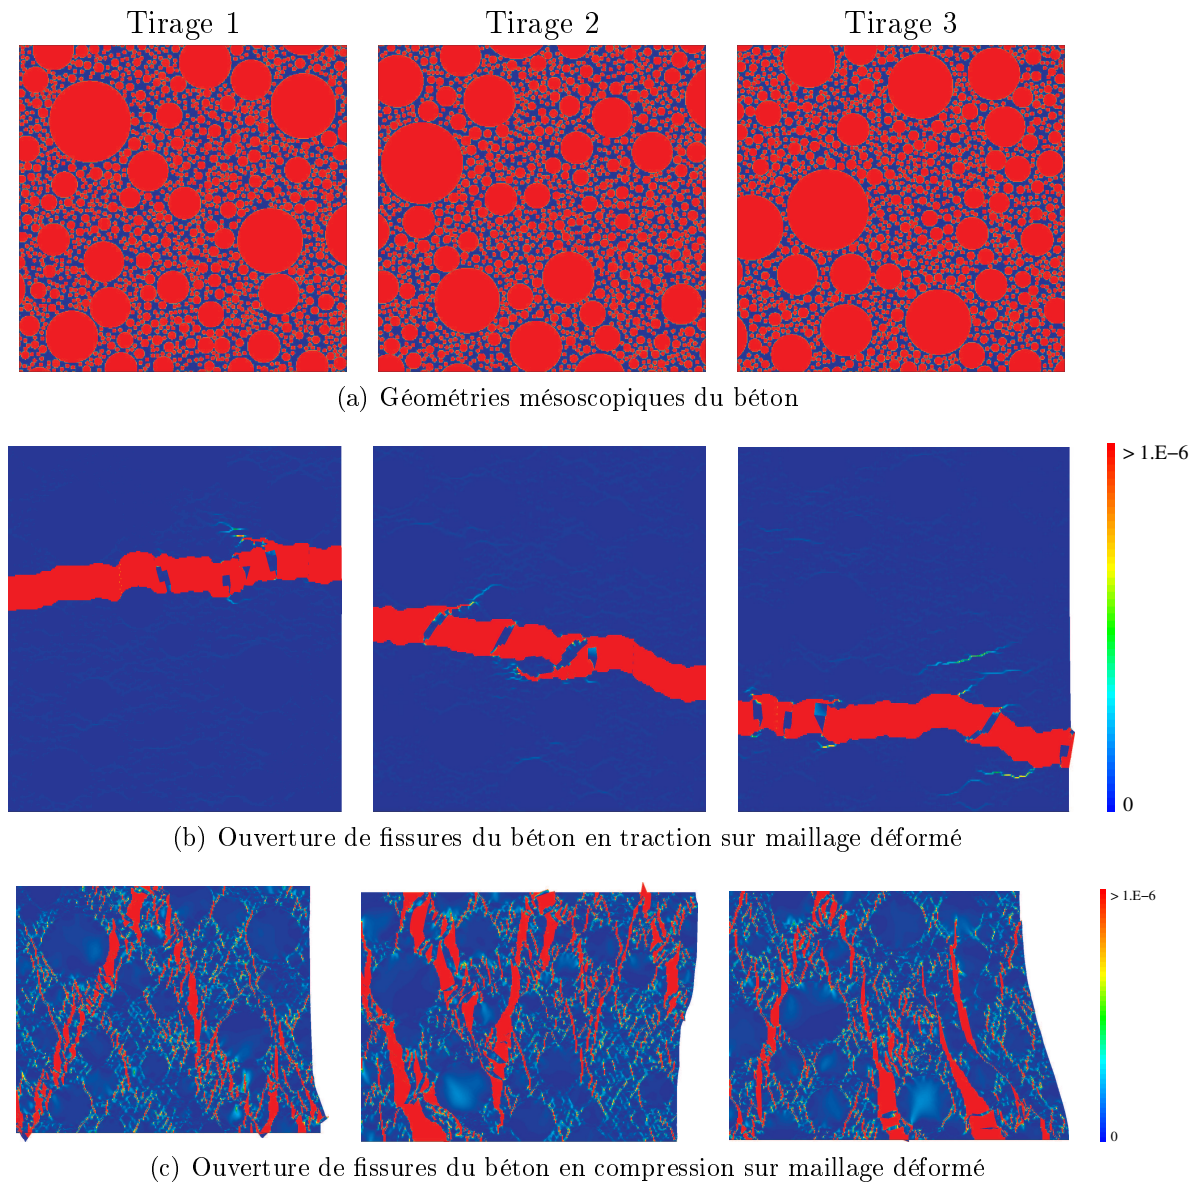 Tirage 1
Tirage 2
Tirage 3
(a) Géométries mésoscopiques du béton
> 1.E−6
0
(b) Ouverture de fissures du béton en traction sur maillage déformé
> 1.E−6
0
(c) Ouverture de fissures du béton en compression sur maillage déformé